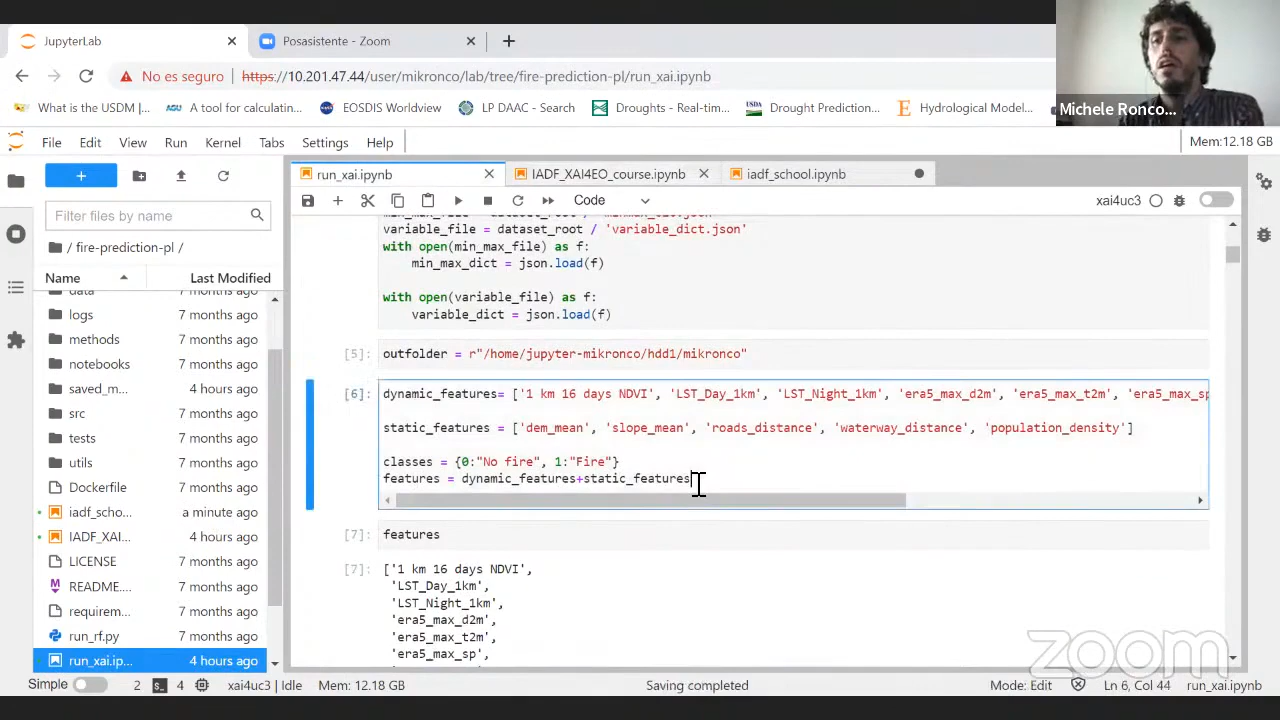 JupyterLab
Posasistente - Zoom
No es seguro
https://10.201.47.44/user/mikronco/lab/tree/fire-prediction-pl/run_xai.ipynb
What is the USDM |...
A tool for calculatin...
EOSDIS Worldview
LP DAAC - Search
Droughts - Real-tim...
USDA
Drought Prediction...
Hydrological Model...
Michele Ronco...
File Edit View Run Kernel Tabs Settings Help
Mem:12.18 GB
run_xai.ipynb
IADF_XAI4EO_course.ipynb
iadf_school.ipynb
Code
xai4uc3
Filter files by name
/ fire-prediction-pl /
Name Last Modified
logs 7 months ago
methods 7 months ago
notebooks 7 months ago
saved_m... 4 hours ago
src 7 months ago
tests 7 months ago
utils 7 months ago
Dockerfile 7 months ago
iadf_scho... a minute ago
IADF_XAI... 4 hours ago
LICENSE 7 months ago
README.... 7 months ago
requirem... 7 months ago
run_rf.py 7 months ago
run_xai.ip... 4 hours ago
variable_file = dataset_root / 'variable_dict.json'
with open(min_max_file) as f:
min_max_dict = json.load(f)
with open(variable_file) as f:
variable_dict = json.load(f)
[5]: outfolder = r"/home/jupyter-mikronco/hdd1/mikronco"
[6]: dynamic_features= ['1 km 16 days NDVI', 'LST_Day_1km', 'LST_Night_1km', 'era5_max_d2m', 'era5_max_t2m', 'era5_max_sp
static_features = ['dem_mean', 'slope_mean', 'roads_distance', 'waterway_distance', 'population_density']
classes = {0:"No fire", 1:"Fire"}
features = dynamic_features+static_features
[7]: features
[7]: ['1 km 16 days NDVI',
'LST_Day_1km',
'LST_Night_1km',
'era5_max_d2m',
'era5_max_t2m',
'era5_max_sp',
zoom
Simple 2 4 xai4uc3 | Idle Mem: 12.18 GB Saving completed Mode: Edit Ln 6, Col 44 run_xai.ipynb